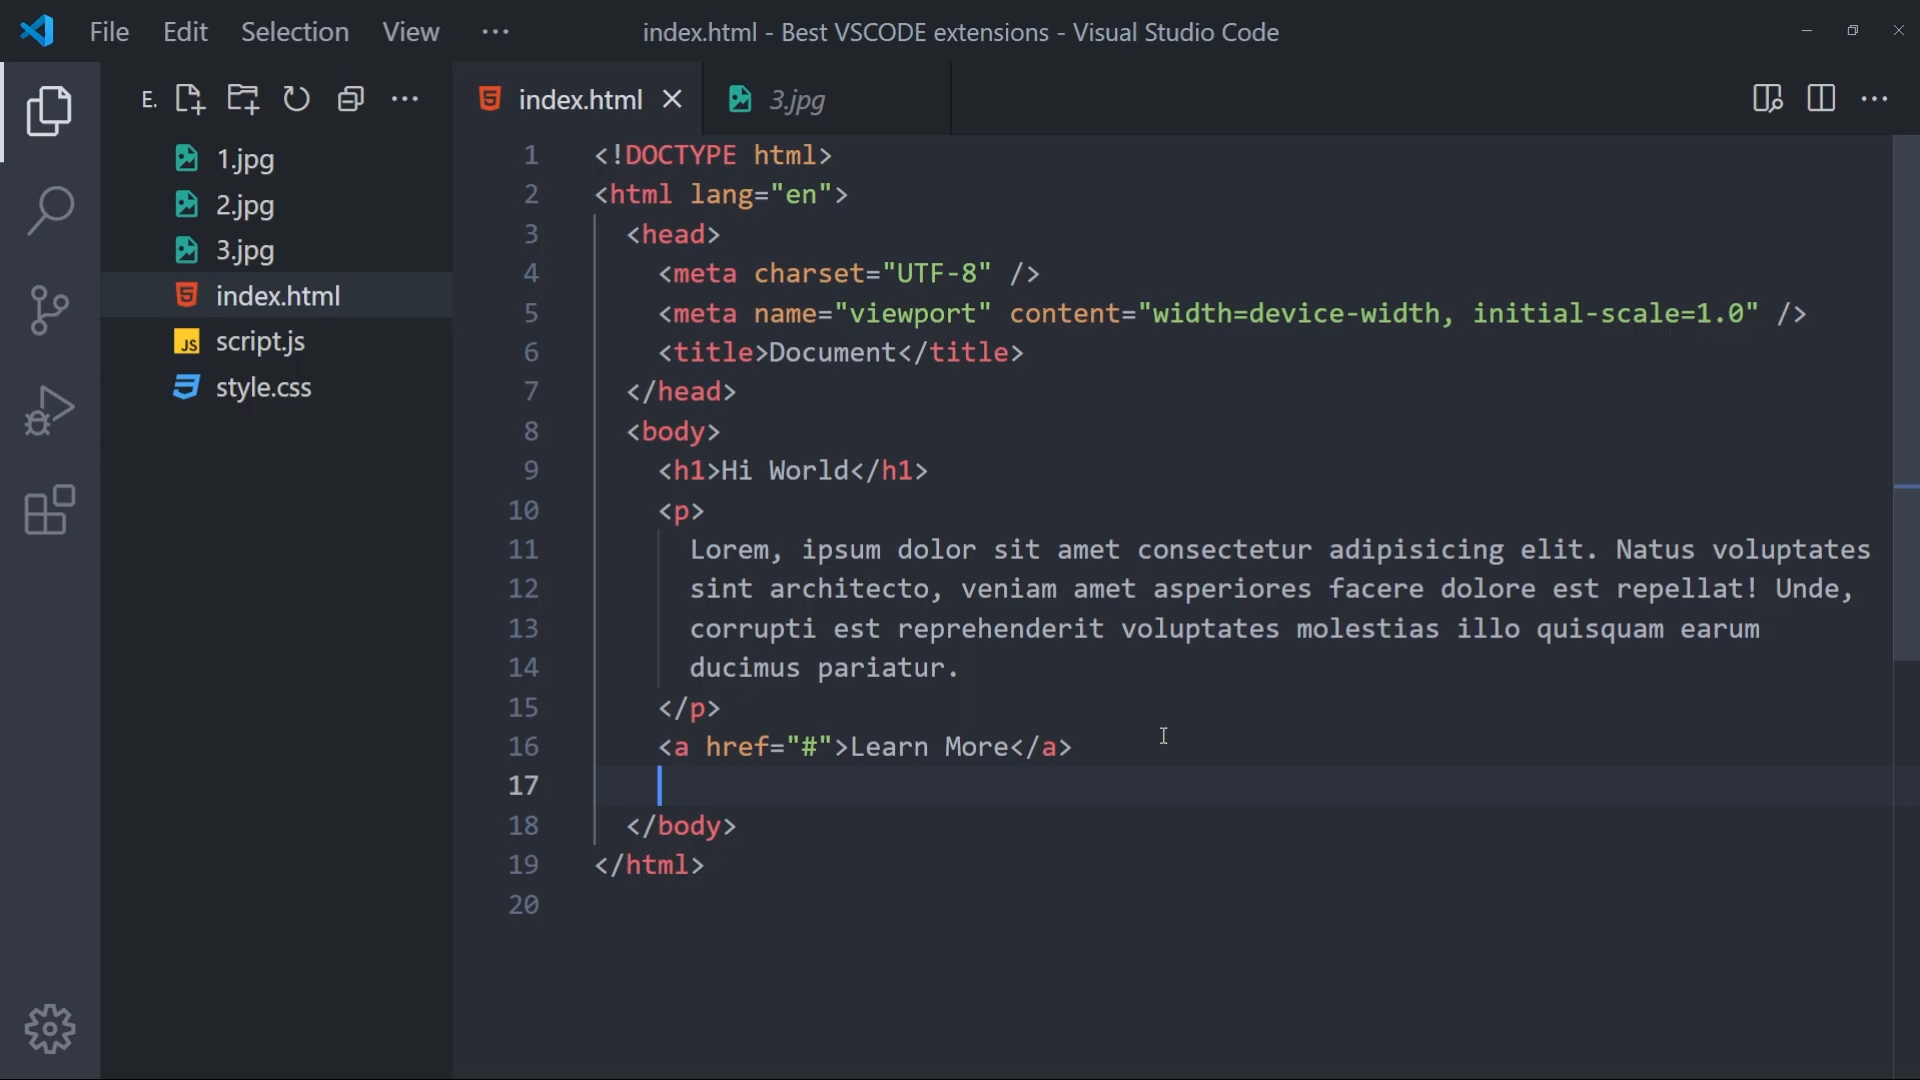 File Edit Selection View ··· index.html - Best VSCODE extensions - Visual Studio Code
E.
1.jpg
2.jpg
3.jpg
index.html
JS script.js
style.css
index.html 3.jpg
1 <!DOCTYPE html>
2 <html lang="en">
3 <head>
4 <meta charset="UTF-8" />
5 <meta name="viewport" content="width=device-width, initial-scale=1.0" />
6 <title>Document</title>
7 </head>
8 <body>
9 <h1>Hi World</h1>
10 <p>
11 Lorem, ipsum dolor sit amet consectetur adipisicing elit. Natus voluptates
12 sint architecto, veniam amet asperiores facere dolore est repellat! Unde,
13 corrupti est reprehenderit voluptates molestias illo quisquam earum
14 ducimus pariatur.
15 </p>
16 <a href="#">Learn More</a>
17
18 </body>
19 </html>
20